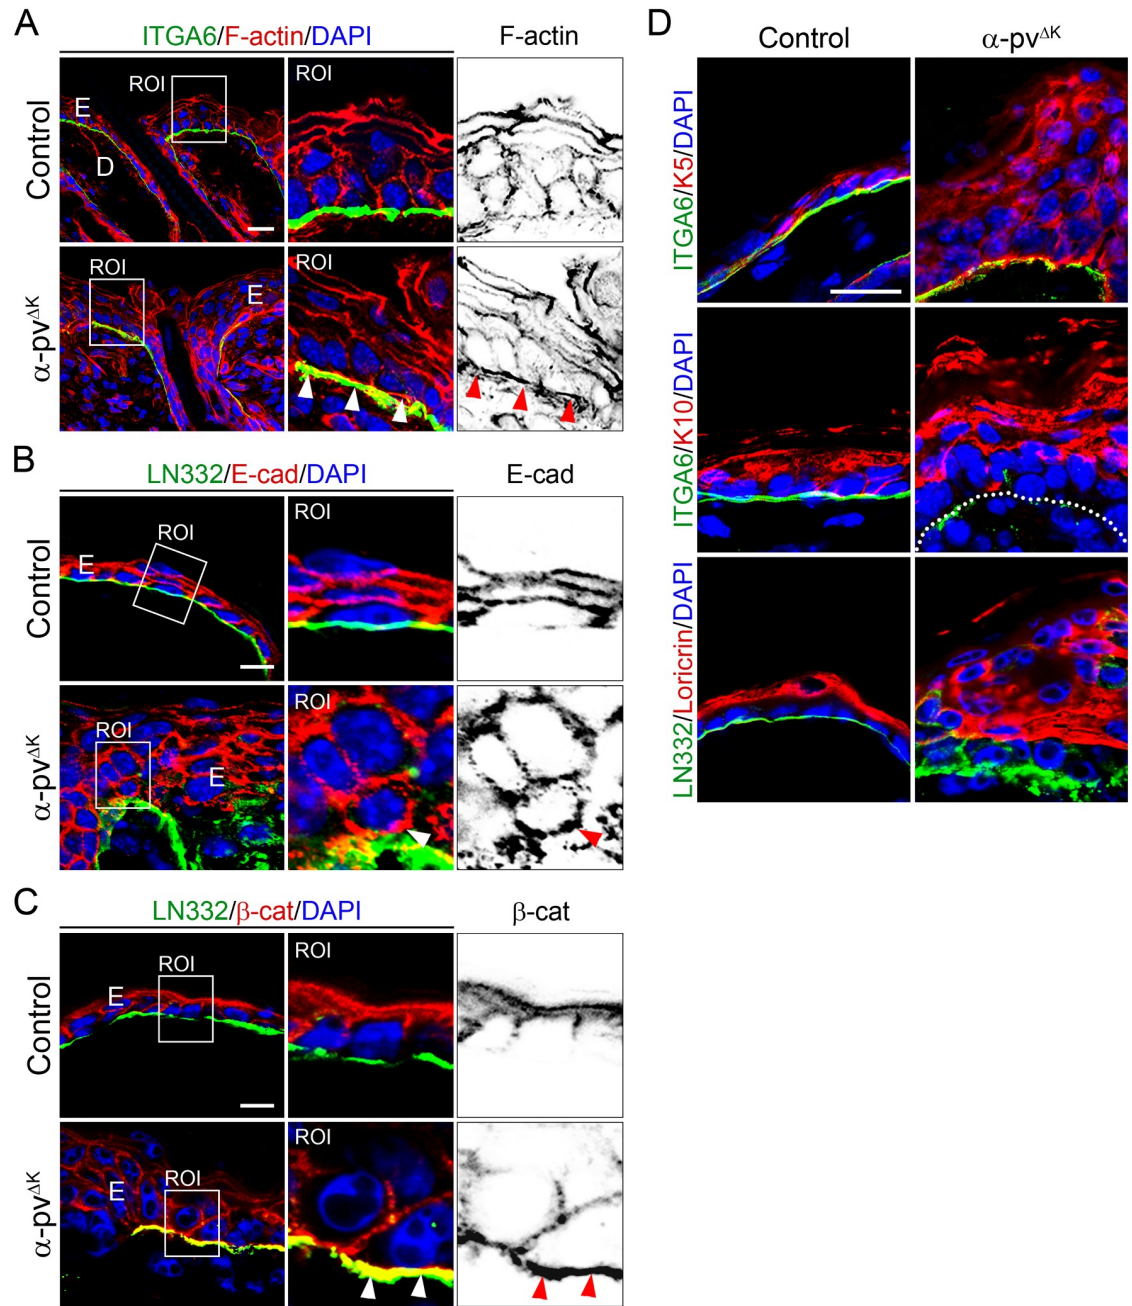 A
ITGA6/F-actin/DAPI
F-actin
Control
ROI
E
D
ROI
α-pvΔK
ROI
E
ROI
B
LN332/E-cad/DAPI
E-cad
Control
ROI
E
ROI
α-pvΔK
ROI
E
ROI
C
LN332/β-cat/DAPI
β-cat
Control
ROI
E
ROI
α-pvΔK
ROI
E
ROI
D
Control
α-pvΔK
ITGA6/K5/DAPI
ITGA6/K10/DAPI
LN332/Loricrin/DAPI